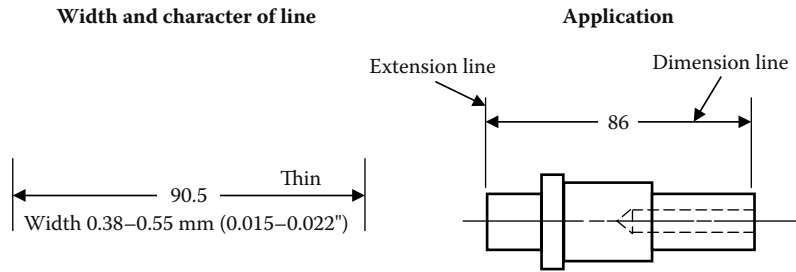 Width and character of line
Application
Extension line
Dimension line
86
90.5
Thin
Width 0.38–0.55 mm (0.015–0.022")